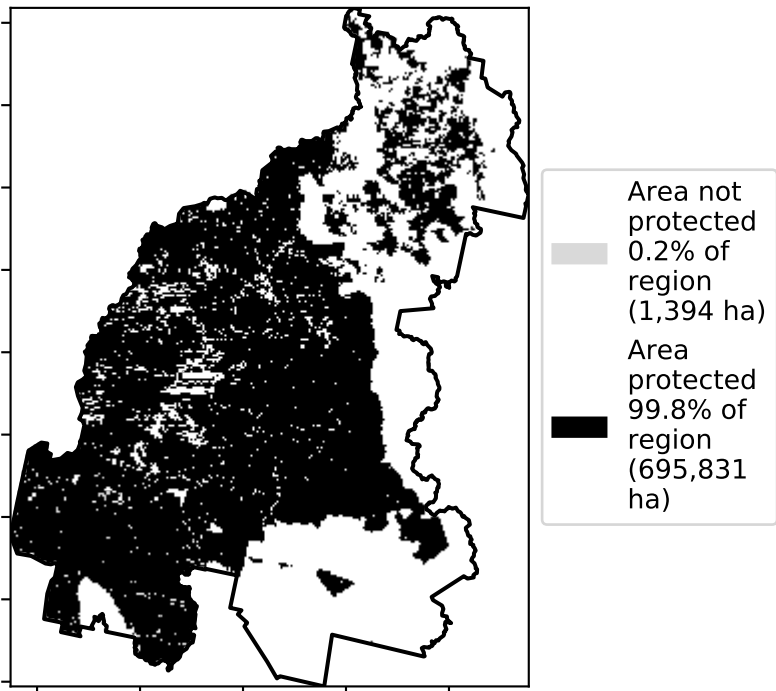 Area not
protected
0.2% of
region
(1,394 ha)
Area
protected
99.8% of
region
(695,831
ha)